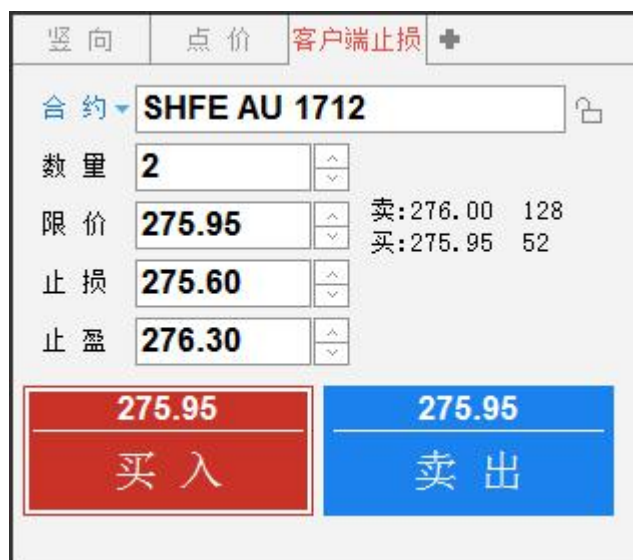 竖向 点价 客户端止损
合约 SHFE AU 1712
数量 2
限价 275.95 卖:276.00 128
买:275.95 52
止损 275.60
止盈 276.30
275.95 275.95
买入 卖出